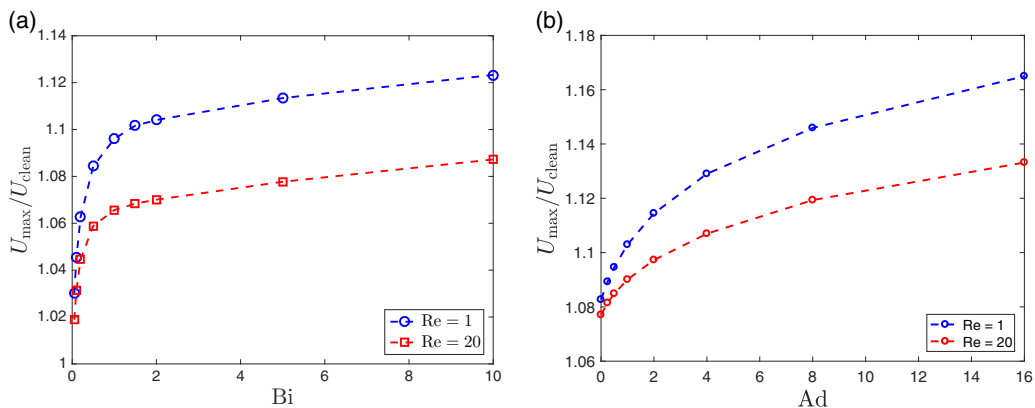 (a)
1.14
1.12
1.1
1.08
1.06
1.04
1.02
1
U_max/U_clean
0 2 4 6 8 10
Bi
Re = 1
Re = 20
(b)
1.18
1.16
1.14
1.12
1.1
1.08
1.06
U_max/U_clean
0 2 4 6 8 10 12 14 16
Ad
Re = 1
Re = 20